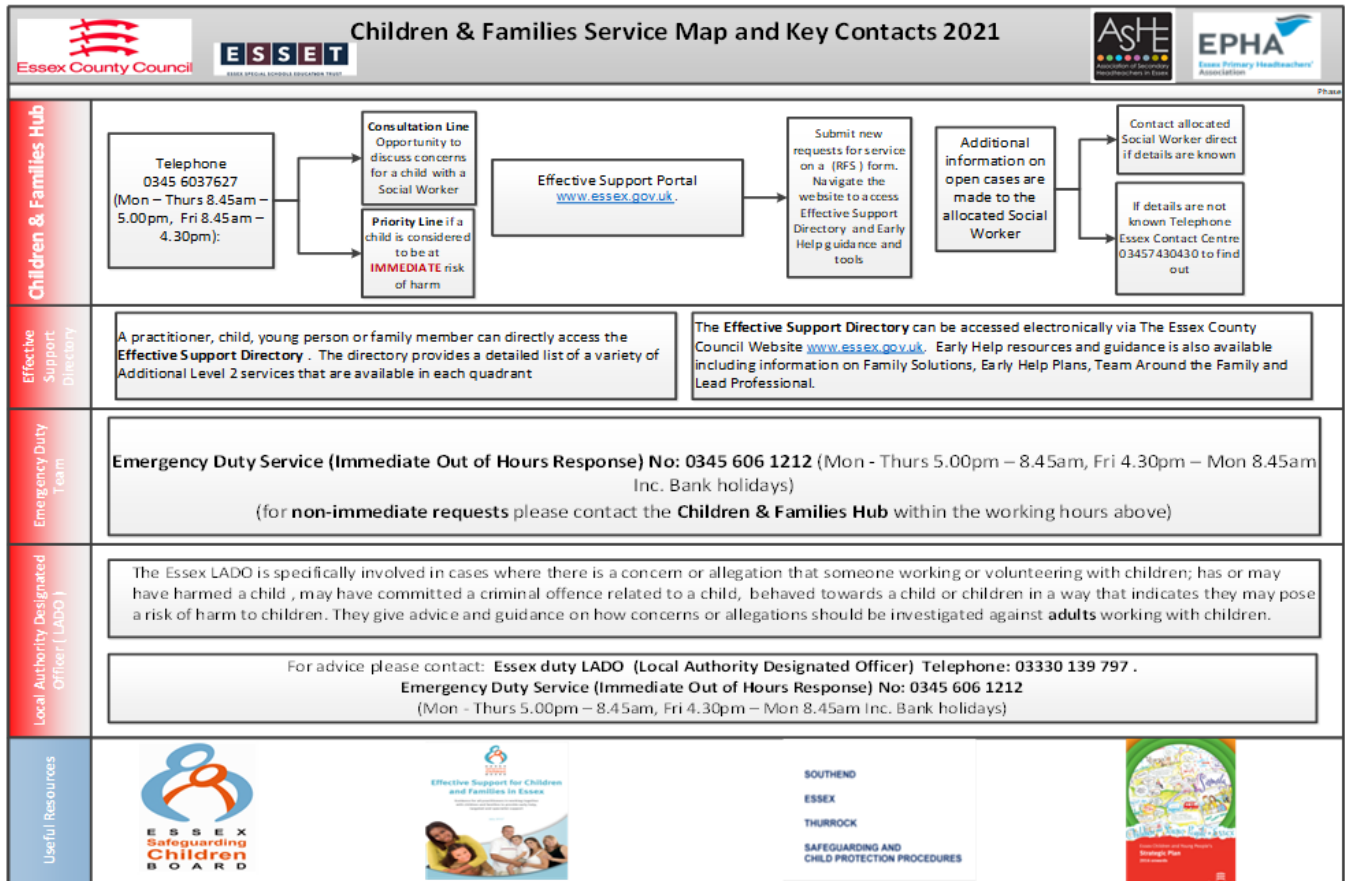 Children & Families Service Map and Key Contacts 2021
Essex County Council
ESSET
ESSEX SPECIAL SCHOOLS EDUCATION TRUST
ASHE
Association of Secondary
Headteachers in Essex
EPHA
Essex Primary Headteachers'
Association
Phase
Children & Families Hub
Telephone
0345 6037627
(Mon – Thurs 8.45am –
5.00pm, Fri 8.45am –
4.30pm):
Consultation Line
Opportunity to
discuss concerns
for a child with a
Social Worker
Priority Line if a
child is considered
to be at
IMMEDIATE risk
of harm
Effective Support Portal
www.essex.gov.uk .
Submit new
requests for service
on a (RFS ) form.
Navigate the
website to access
Effective Support
Directory and Early
Help guidance and
tools
Additional
information on
open cases are
made to the
allocated Social
Worker
Contact allocated
Social Worker direct
if details are known
If details are not
known Telephone
Essex Contact Centre
03457430430 to find
out
Effective
Support
Directory
A practitioner, child, young person or family member can directly access the
Effective Support Directory . The directory provides a detailed list of a variety of
Additional Level 2 services that are available in each quadrant
The Effective Support Directory can be accessed electronically via The Essex County
Council Website www.essex.gov.uk. Early Help resources and guidance is also available
including information on Family Solutions, Early Help Plans, Team Around the Family and
Lead Professional.
Emergency Duty
Team
Emergency Duty Service (Immediate Out of Hours Response) No: 0345 606 1212 (Mon - Thurs 5.00pm – 8.45am, Fri 4.30pm – Mon 8.45am
Inc. Bank holidays)
(for non-immediate requests please contact the Children & Families Hub within the working hours above)
Local Authority Designated
Officer ( LADO )
The Essex LADO is specifically involved in cases where there is a concern or allegation that someone working or volunteering with children; has or may
have harmed a child , may have committed a criminal offence related to a child, behaved towards a child or children in a way that indicates they may pose
a risk of harm to children. They give advice and guidance on how concerns or allegations should be investigated against adults working with children.
For advice please contact: Essex duty LADO (Local Authority Designated Officer) Telephone: 03330 139 797 .
Emergency Duty Service (Immediate Out of Hours Response) No: 0345 606 1212
(Mon - Thurs 5.00pm – 8.45am, Fri 4.30pm – Mon 8.45am Inc. Bank holidays)
Useful Resources
ESSEX
Safeguarding
Children
BOARD
Effective Support for Children
and Families in Essex
SOUTHEND
ESSEX
THURROCK
SAFEGUARDING AND
CHILD PROTECTION PROCEDURES
Essex Children and Young People's
Strategic Plan